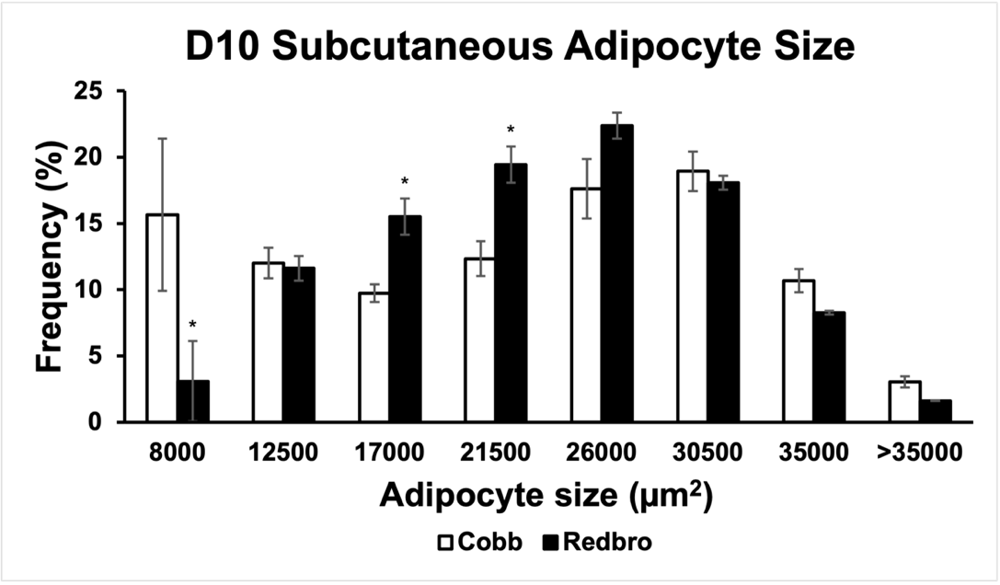 D10 Subcutaneous Adipocyte Size
Frequency (%)
25
20
15
10
5
0
*
*
*
8000 12500 17000 21500 26000 30500 35000 >35000
Adipocyte size (µm²)
Cobb Redbro